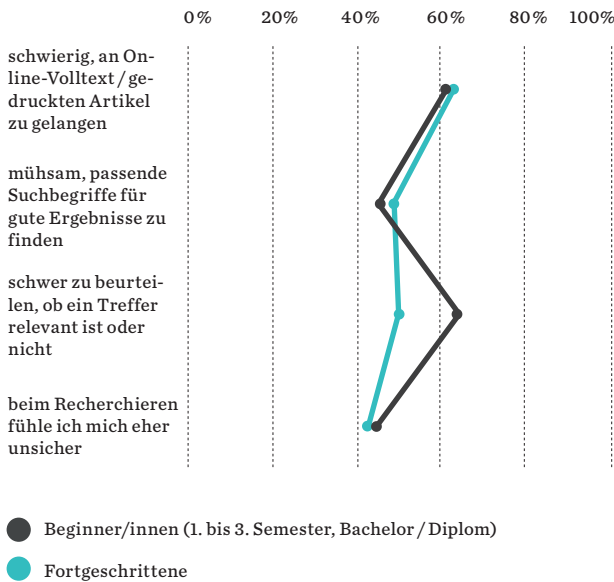 0 % 20 % 40 % 60 % 80 % 100 %
schwierig, an On-
line-Volltext / ge-
druckten Artikel
zu gelangen
mühsam, passende
Suchbegriffe für
gute Ergebnisse zu
finden
schwer zu beurtei-
len, ob ein Treffer
relevant ist oder
nicht
beim Recherchieren
fühle ich mich eher
unsicher
Beginner/innen (1. bis 3. Semester, Bachelor / Diplom)
Fortgeschrittene